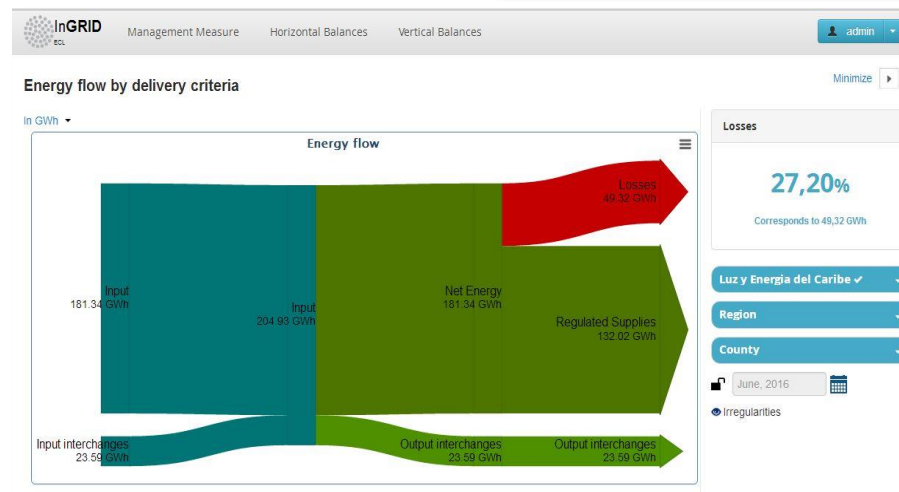 InGRID
ECL
Management Measure
Horizontal Balances
Vertical Balances
admin
Energy flow by delivery criteria
Minimize
In GWh
Energy flow
Losses
49.32 GWh
Input
181.34 GWh
Input
204.93 GWh
Net Energy
181.34 GWh
Regulated Supplies
132.02 GWh
Input interchanges
23.59 GWh
Output interchanges
23.59 GWh
Output interchanges
23.59 GWh
Losses
27,20%
Corresponds to 49,32 GWh
Luz y Energia del Caribe
Region
County
June, 2016
Irregularities